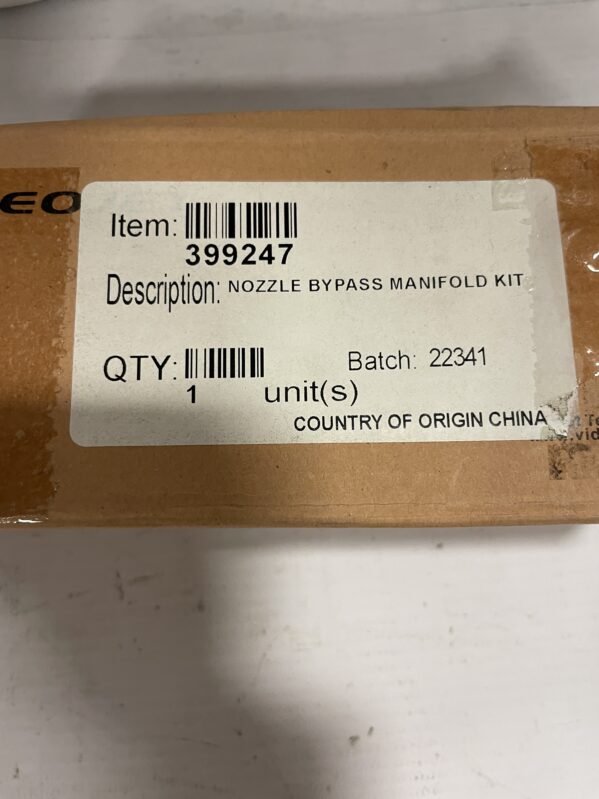 EO
Item:
399247
Description: NOZZLE BYPASS MANIFOLD KIT
QTY:
Batch: 22341
1 unit(s)
COUNTRY OF ORIGIN CHINA